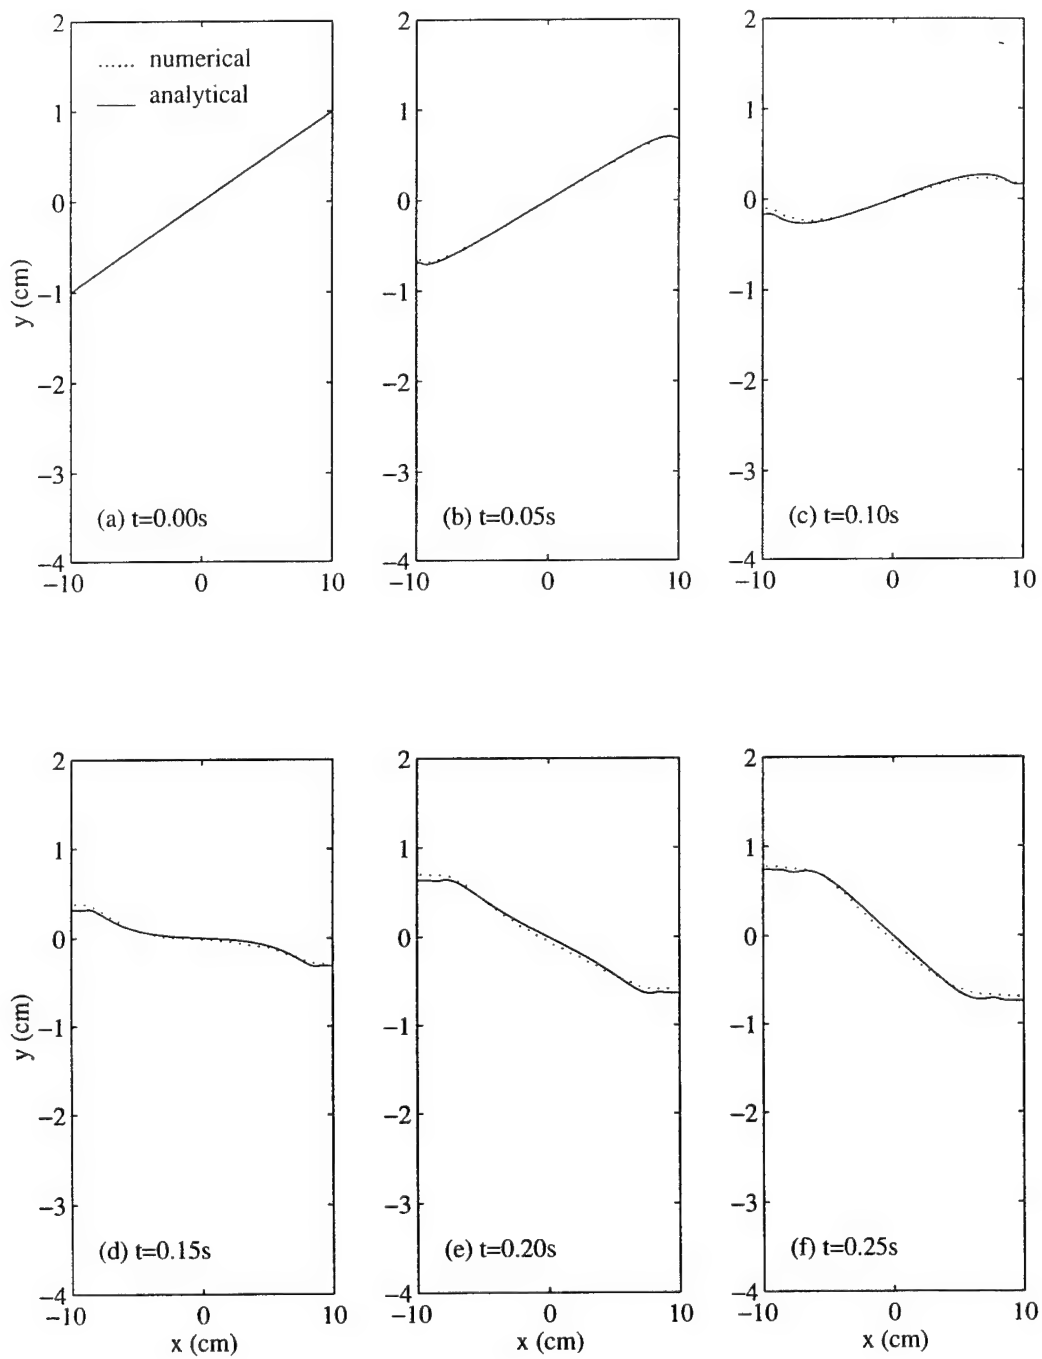 2
1
0
−1
−2
−3
−4
y (cm)
...... numerical
—— analytical
(a) t=0.00s
−10 0 10
2
1
0
−1
−2
−3
−4
(b) t=0.05s
−10 0 10
2
1
0
−1
−2
−3
−4
(c) t=0.10s
−10 0 10
2
1
0
−1
−2
−3
−4
y (cm)
(d) t=0.15s
−10 0 10
x (cm)
2
1
0
−1
−2
−3
−4
(e) t=0.20s
−10 0 10
x (cm)
2
1
0
−1
−2
−3
−4
(f) t=0.25s
−10 0 10
x (cm)